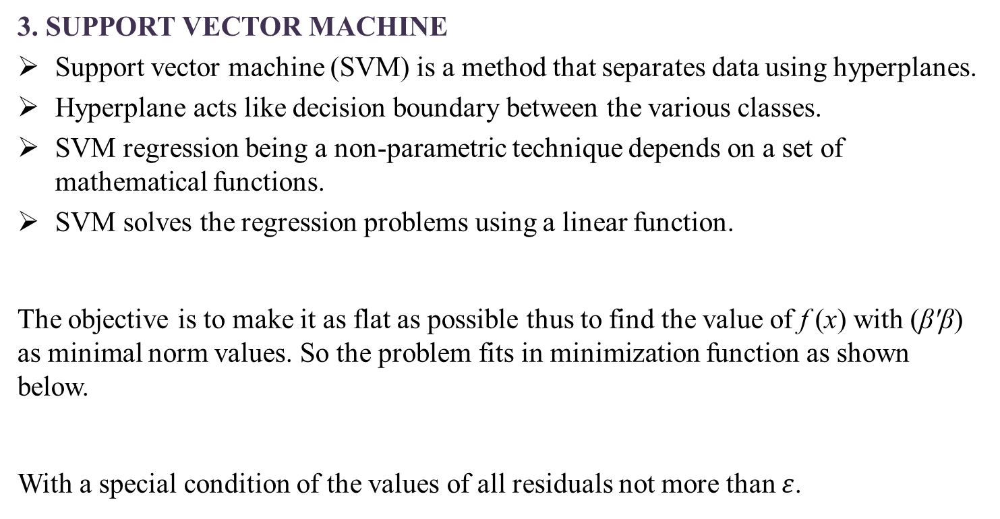 3. SUPPORT VECTOR MACHINE
➢ Support vector machine (SVM) is a method that separates data using hyperplanes.
➢ Hyperplane acts like decision boundary between the various classes.
➢ SVM regression being a non-parametric technique depends on a set of
mathematical functions.
➢ SVM solves the regression problems using a linear function.
The objective is to make it as flat as possible thus to find the value of f (x) with (β'β)
as minimal norm values. So the problem fits in minimization function as shown
below.
With a special condition of the values of all residuals not more than ε.